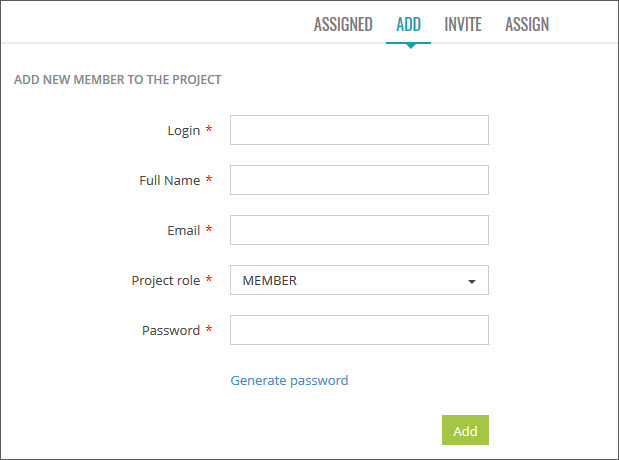 ASSIGNED ADD INVITE ASSIGN
ADD NEW MEMBER TO THE PROJECT
Login *
Full Name *
Email *
Project role * MEMBER
Password *
Generate password
Add